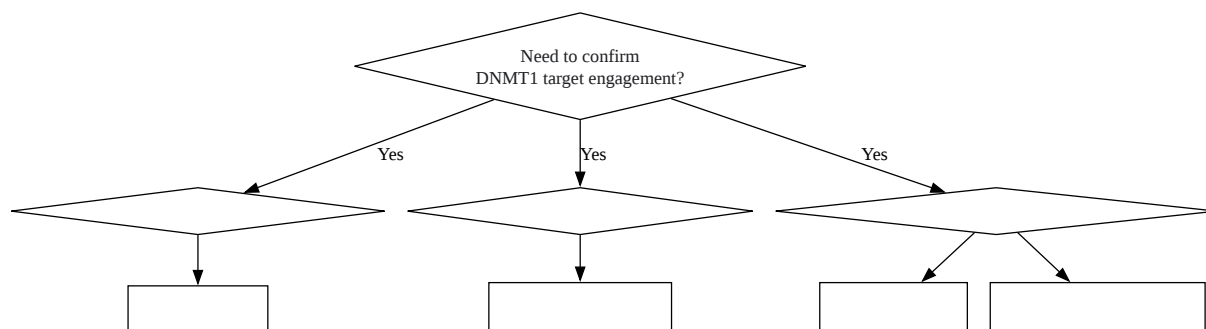 Need to confirm
DNMT1 target engagement?
Yes
Yes
Yes